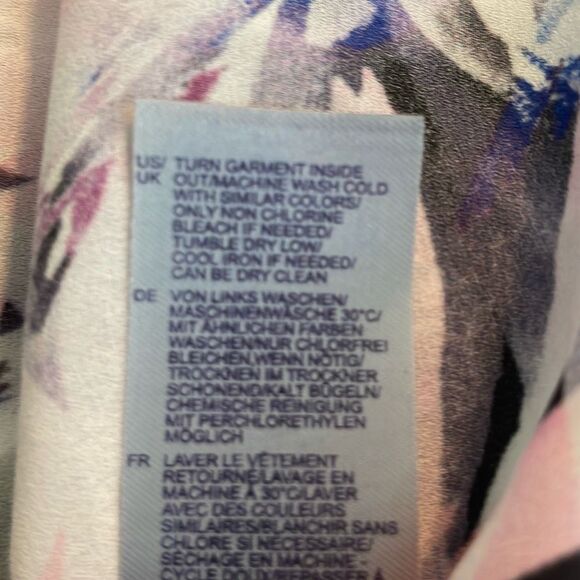 US/ TURN GARMENT INSIDE
UK OUT/MACHINE WASH COLD
WITH SIMILAR COLORS/
ONLY NON CHLORINE
BLEACH IF NEEDED/
TUMBLE DRY LOW/
COOL IRON IF NEEDED/
CAN BE DRY CLEAN
DE VON LINKS WASCHEN/
MASCHINENWÄSCHE 30°C/
MIT ÄHNLICHEN FARBEN
WASCHEN/NUR CHLORFREI
BLEICHEN,WENN NÖTIG/
TROCKNEN IM TROCKNER
SCHONEND/KALT BÜGELN/
CHEMISCHE REINIGUNG
MIT PERCHLORETHYLEN
MÖGLICH
FR LAVER LE VÊTEMENT
RETOURNÉ/LAVAGE EN
MACHINE À 30°C/LAVER
AVEC DES COULEURS
SIMILAIRES/BLANCHIR SANS
CHLORE SI NÉCESSAIRE/
SÉCHAGE EN MACHINE -
CYCLE DOUX/REPASSER À